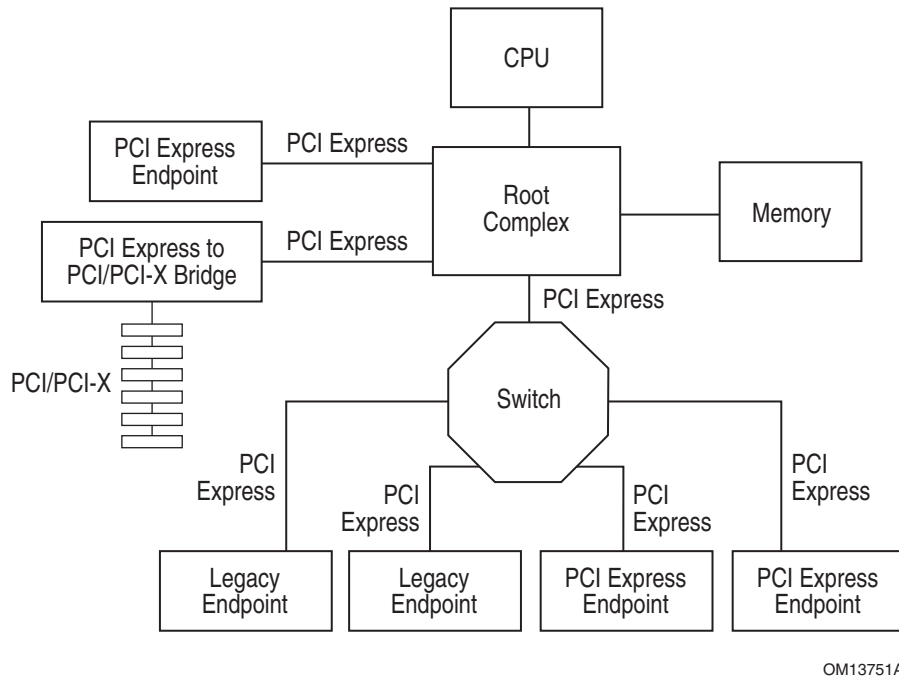 CPU
PCI Express
Endpoint
PCI Express
Root
Complex
Memory
PCI Express to
PCI/PCI-X Bridge
PCI Express
PCI Express
PCI/PCI-X
Switch
PCI
Express
PCI
Express
PCI
Express
PCI
Express
Legacy
Endpoint
Legacy
Endpoint
PCI Express
Endpoint
PCI Express
Endpoint
OM13751A